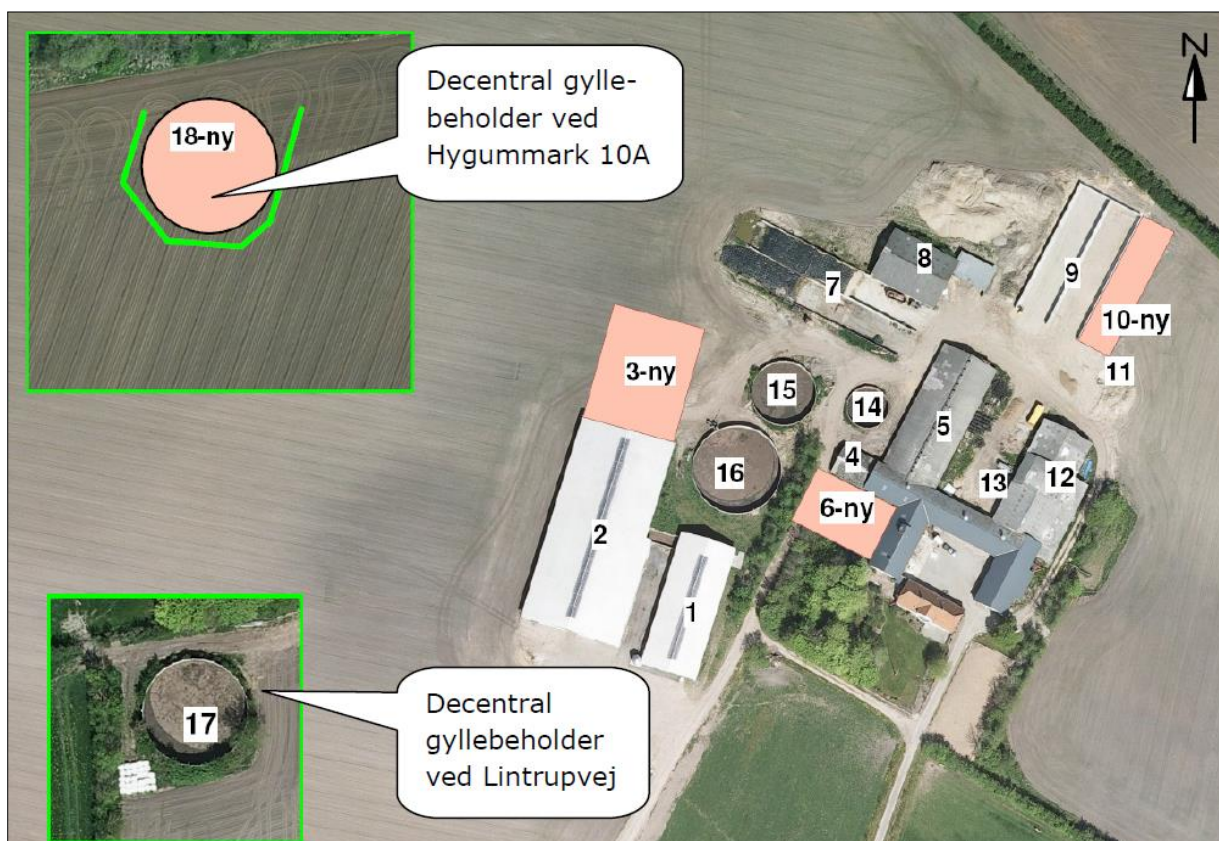 18-ny
Decentral gylle-
beholder ved
Hygummark 10A
N
8
7
9
10-ny
3-ny
15
14
11
5
4
16
13
12
6-ny
2
1
17
Decentral
gyllebeholder
ved Lintrupvej